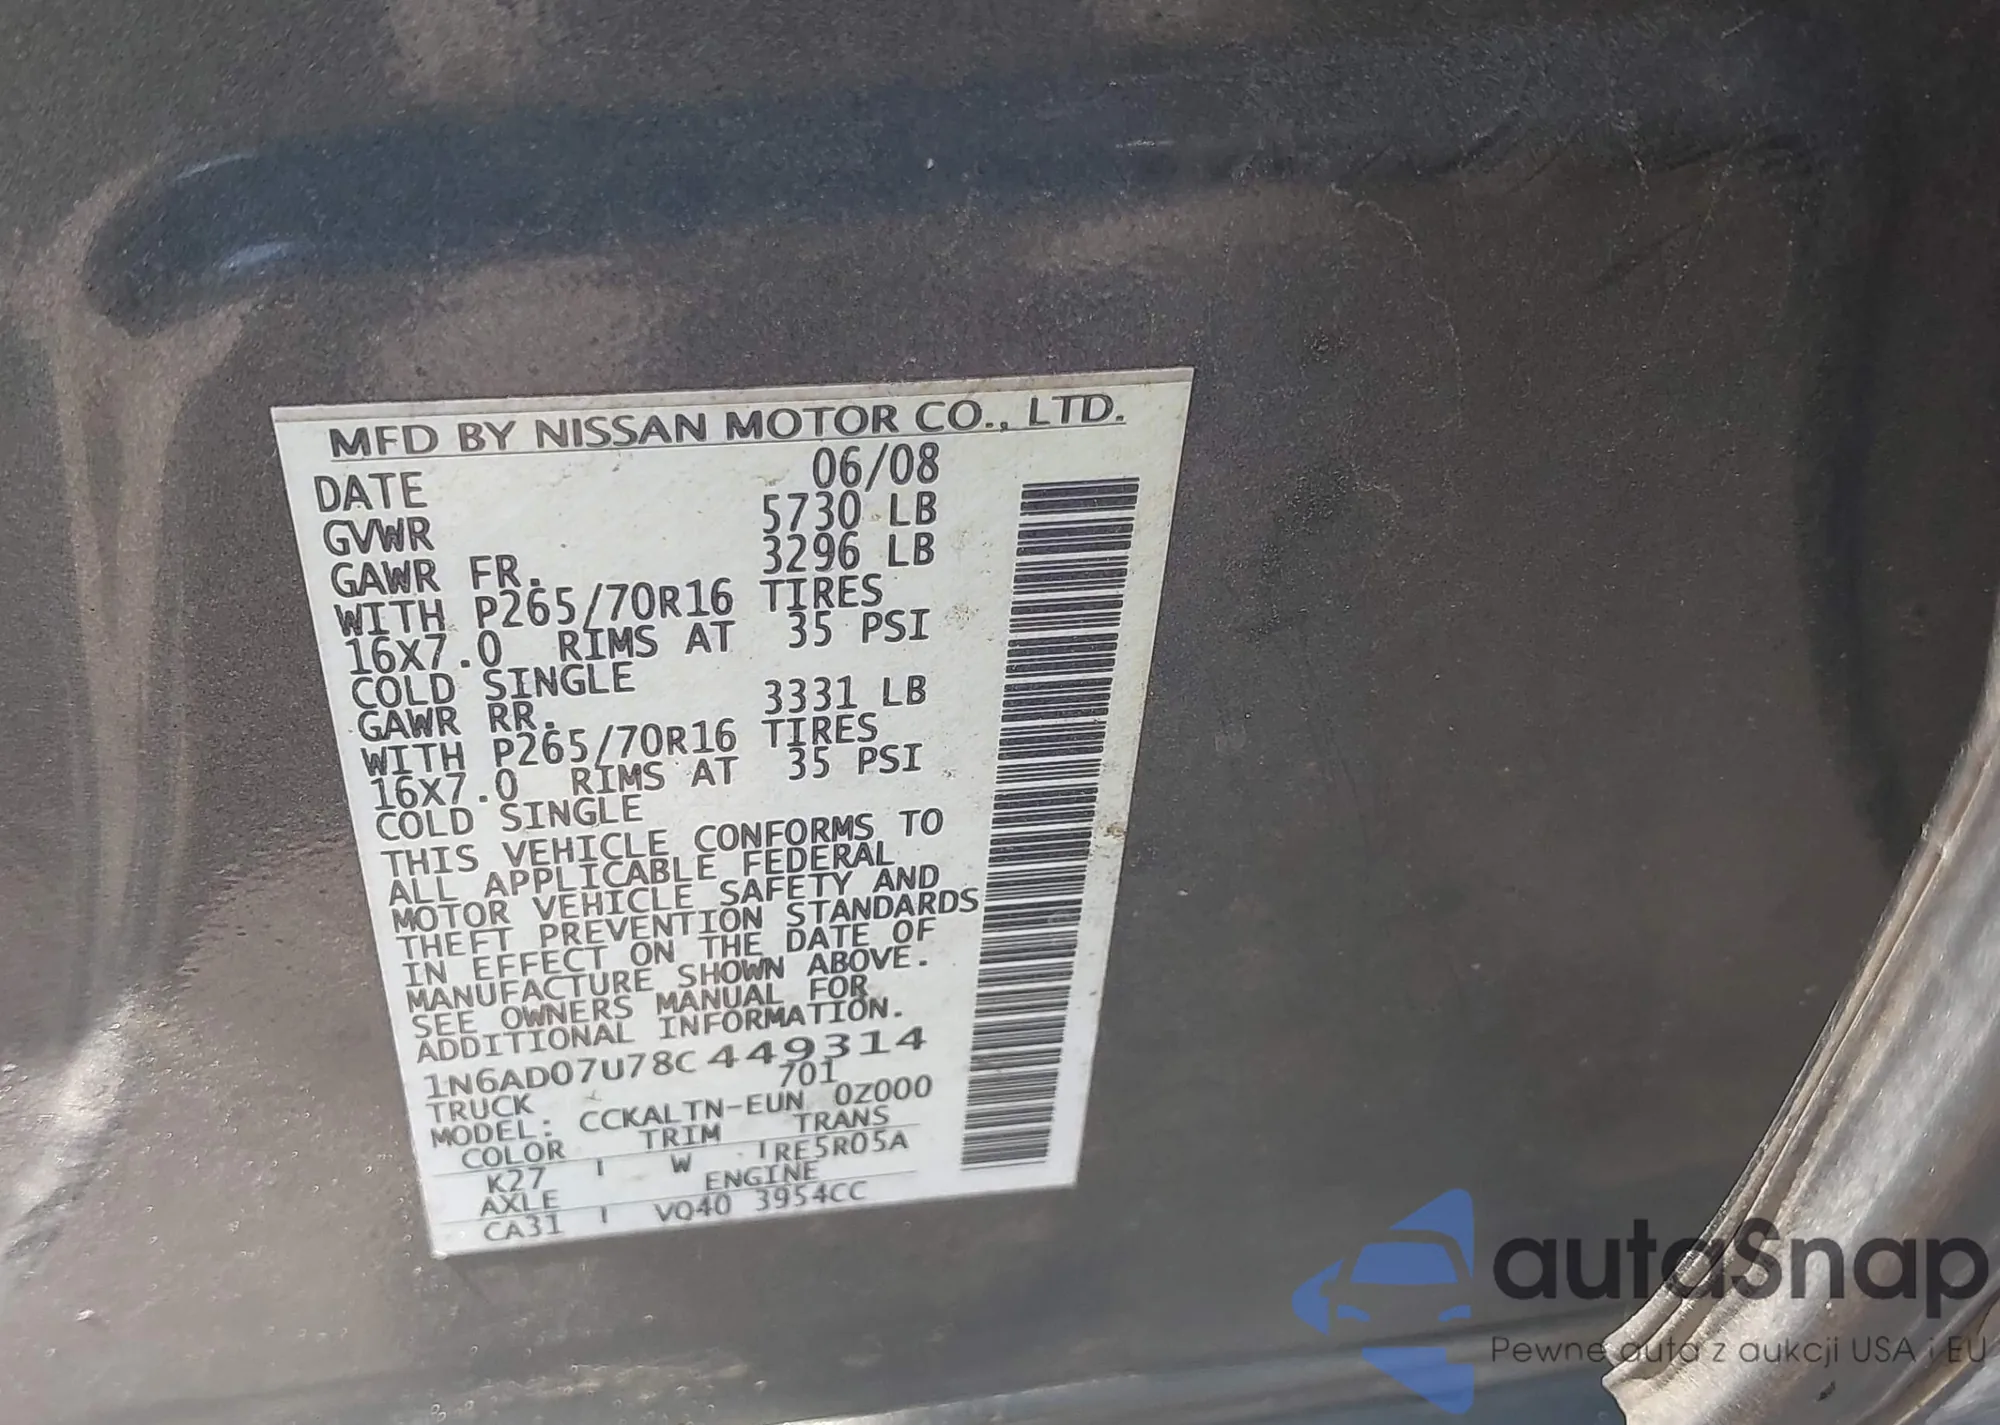 MFD BY NISSAN MOTOR CO., LTD.
DATE 06/08
GVWR 5730 LB
GAWR FR. 3296 LB
WITH P265/70R16 TIRES
16X7.0 RIMS AT 35 PSI
COLD SINGLE
GAWR RR. 3331 LB
WITH P265/70R16 TIRES
16X7.0 RIMS AT 35 PSI
COLD SINGLE
THIS VEHICLE CONFORMS TO
ALL APPLICABLE FEDERAL
MOTOR VEHICLE SAFETY AND
THEFT PREVENTION STANDARDS
IN EFFECT ON THE DATE OF
MANUFACTURE SHOWN ABOVE.
SEE OWNERS MANUAL FOR
ADDITIONAL INFORMATION.
1N6AD07U78C449314
TRUCK 701
MODEL: CCKALTN-EUN 0Z000
COLOR TRIM TRANS
K27 W RE5R05A
AXLE ENGINE
CA31 VQ40 3954CC
autaSnap
Pewne auta z aukcji USA i EU